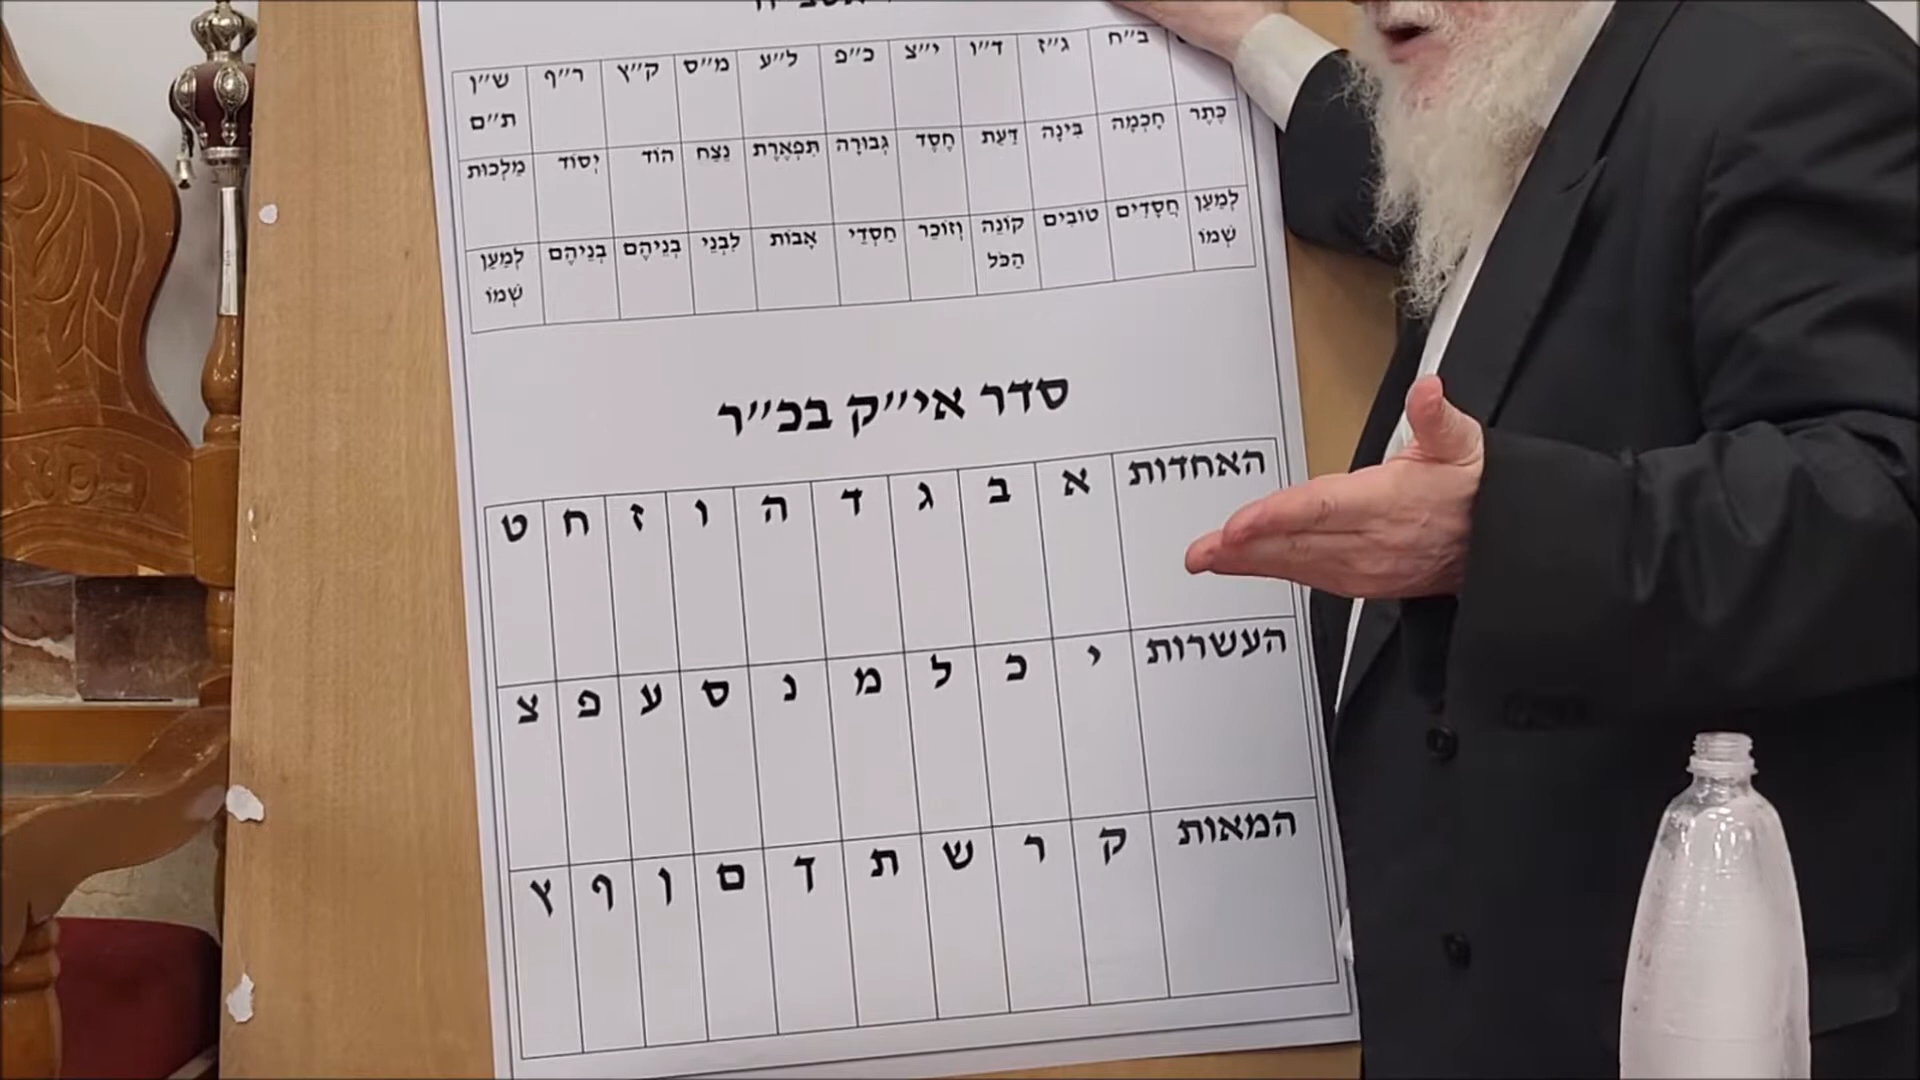 ב״ח ג״ז ד״ו י״צ כ״פ ל״ע מ״ס ק״ץ ר״ף ש״ן ת״ם
כֶּתֶר חָכְמָה בִּינָה דַּעַת חֶסֶד גְּבוּרָה תִּפְאֶרֶת נֵצַח הוֹד יְסוֹד מַלְכוּת
לְמַעַן שְׁמוֹ חֲסָדִים טוֹבִים קוֹנֵה הַכֹּל וְזוֹכֵר חַסְדֵי אָבוֹת לִבְנֵי בְנֵיהֶם בְּנֵיהֶם לְמַעַן שְׁמוֹ
סדר אי״ק בכ״ר
האחדות א ב ג ד ה ו ז ח ט
העשרות י כ ל מ נ ס ע פ צ
המאות ק ר ש ת ך ם ן ף ץ